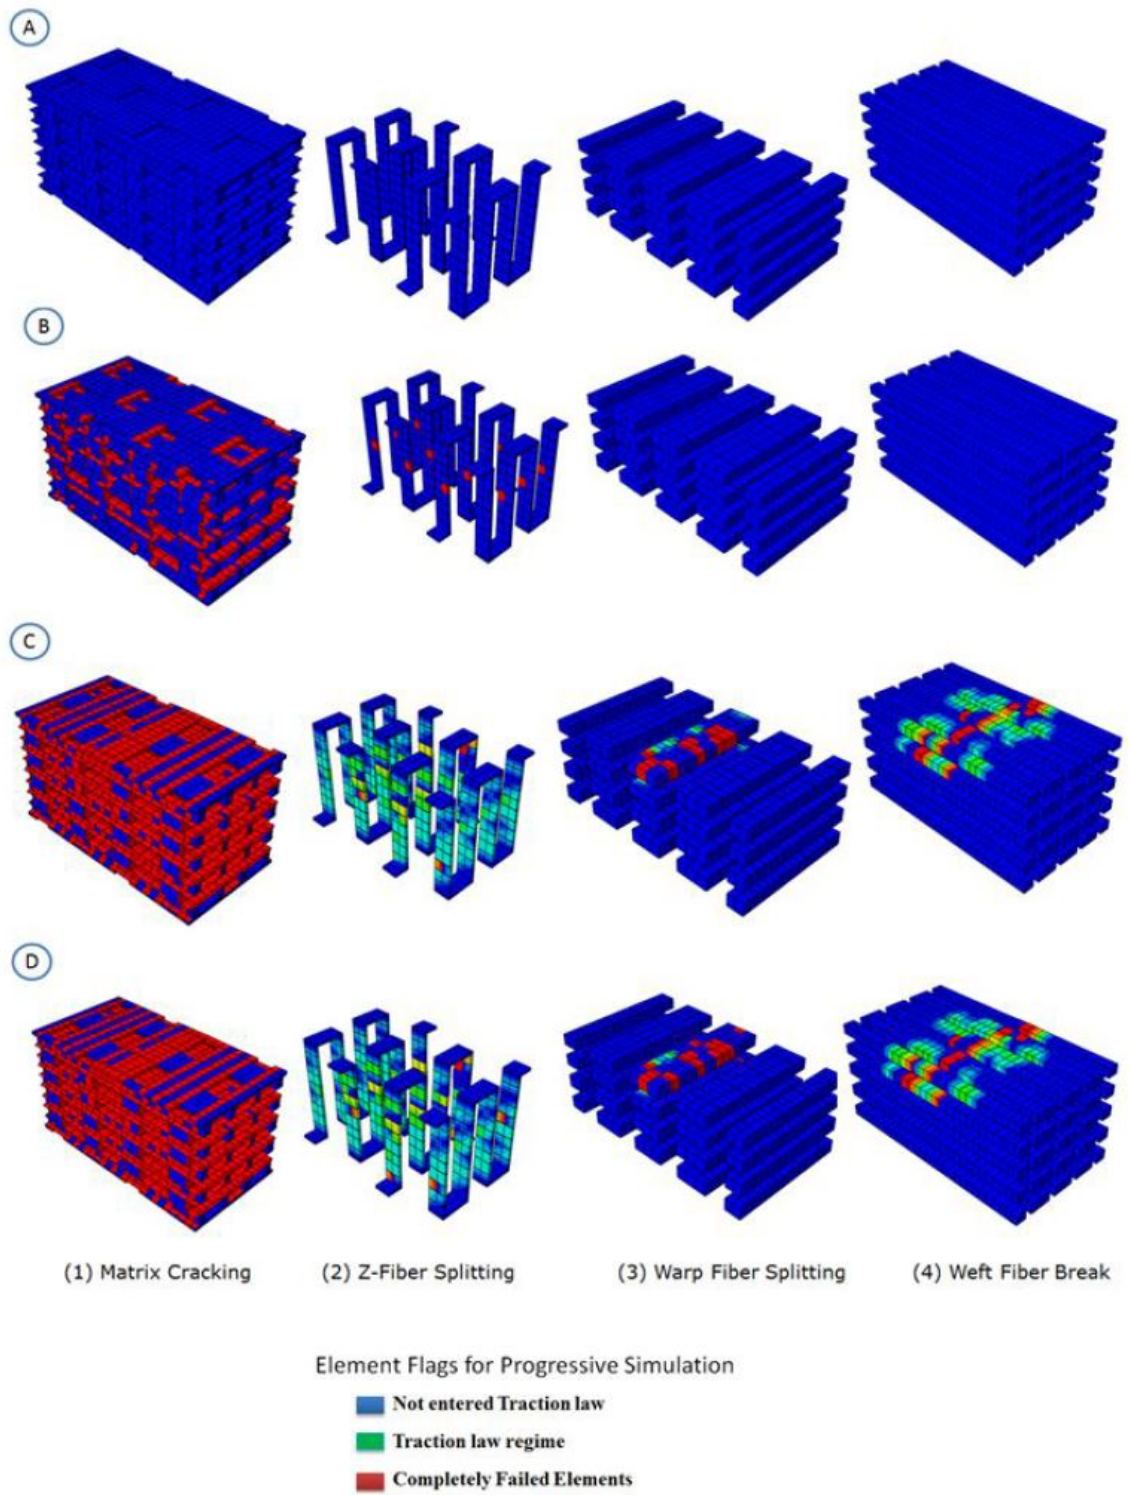 A
B
C
D
(1) Matrix Cracking (2) Z-Fiber Splitting (3) Warp Fiber Splitting (4) Weft Fiber Break
Element Flags for Progressive Simulation
Not entered Traction law
Traction law regime
Completely Failed Elements